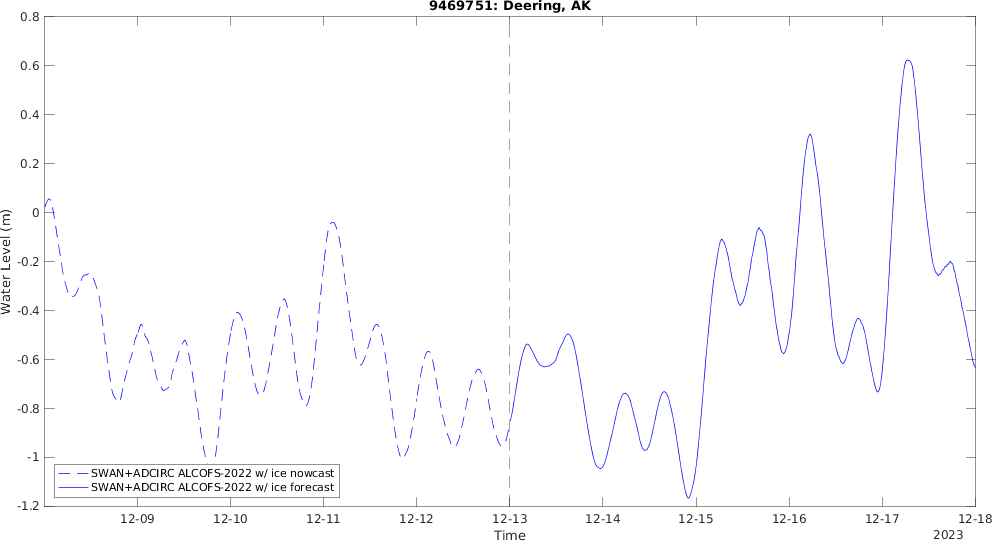 9469751: Deering, AK
Water Level (m)
0.8
0.6
0.4
0.2
0
-0.2
-0.4
-0.6
-0.8
-1
-1.2
SWAN+ADCIRC ALCOFS-2022 w/ ice nowcast
SWAN+ADCIRC ALCOFS-2022 w/ ice forecast
12-09 12-10 12-11 12-12 12-13 12-14 12-15 12-16 12-17 12-18
Time
2023